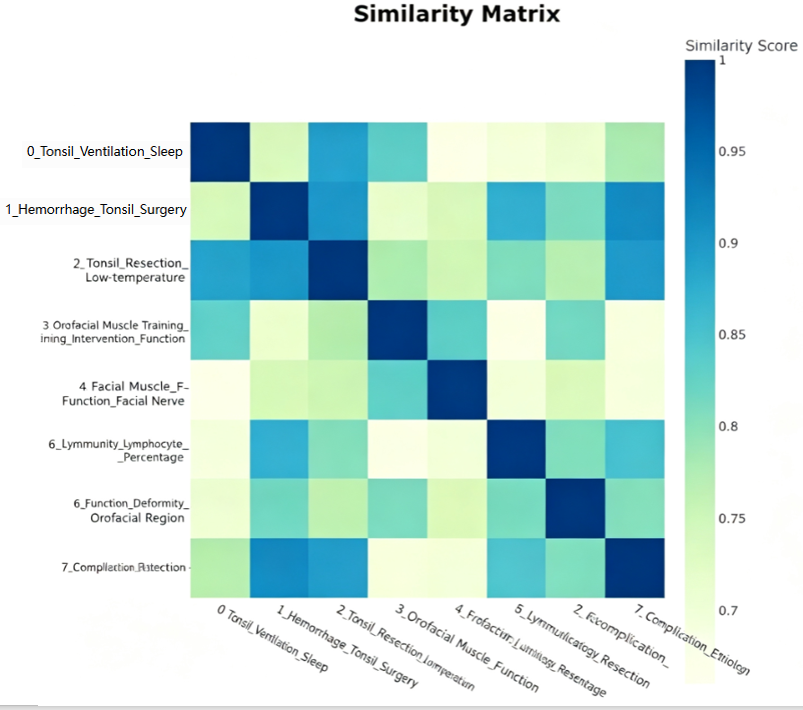 Similarity Matrix
Similarity Score
1
0.95
0.9
0.85
0.8
0.75
0.7
0_Tonsil_Ventilation_Sleep
1_Hemorrhage_Tonsil_Surgery
2_Tonsil_Resection_
Low-temperature
3 Orofacial Muscle Training_
ining_Intervention_Function
4 Facial Muscle_F-
Function_Facial Nerve
6_Lymmunity_Lymphocyte_
_Percentage
6_Function_Deformity_
Orofacial Region
0 Tonsil_Ventilation_Sleep
1_Hemorrhage_Tonsil_Surgery
2_Tonsil_Resection
3_Orofacial Muscle_Function